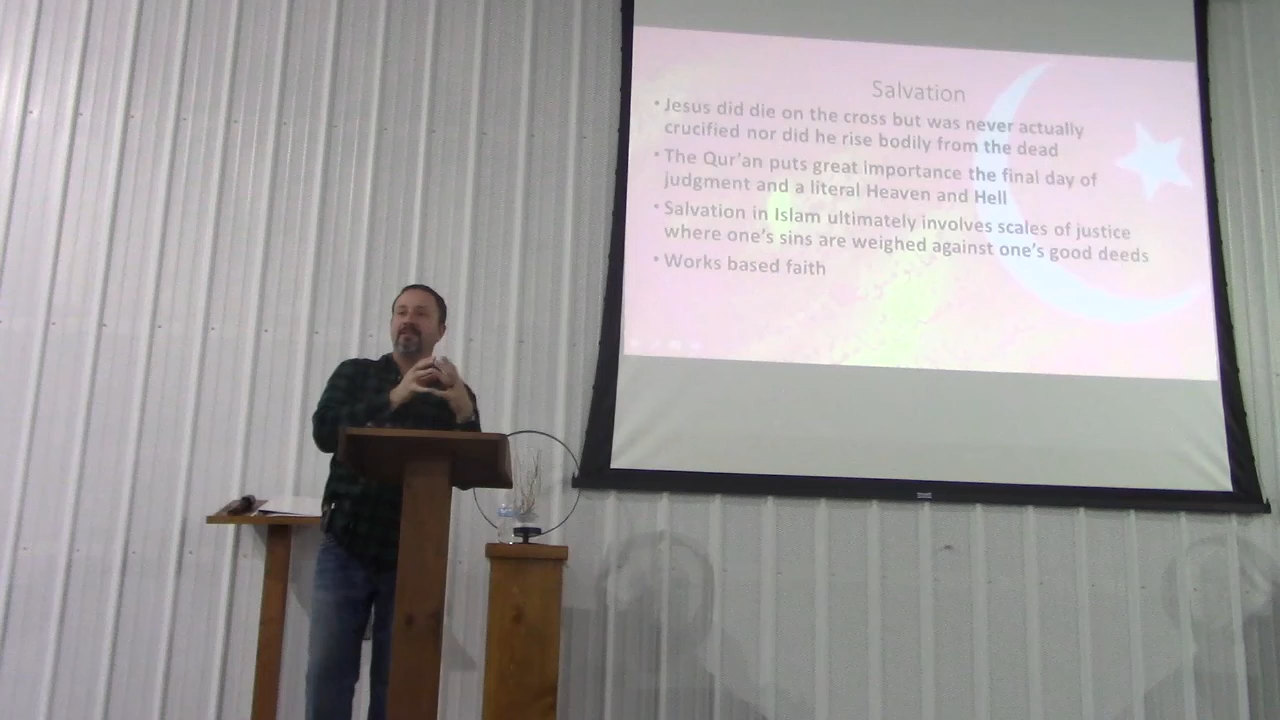 Salvation
• Jesus did die on the cross but was never actually
crucified nor did he rise bodily from the dead
• The Qur'an puts great importance the final day of
judgment and a literal Heaven and Hell
• Salvation in Islam ultimately involves scales of justice
where one's sins are weighed against one's good deeds
• Works based faith